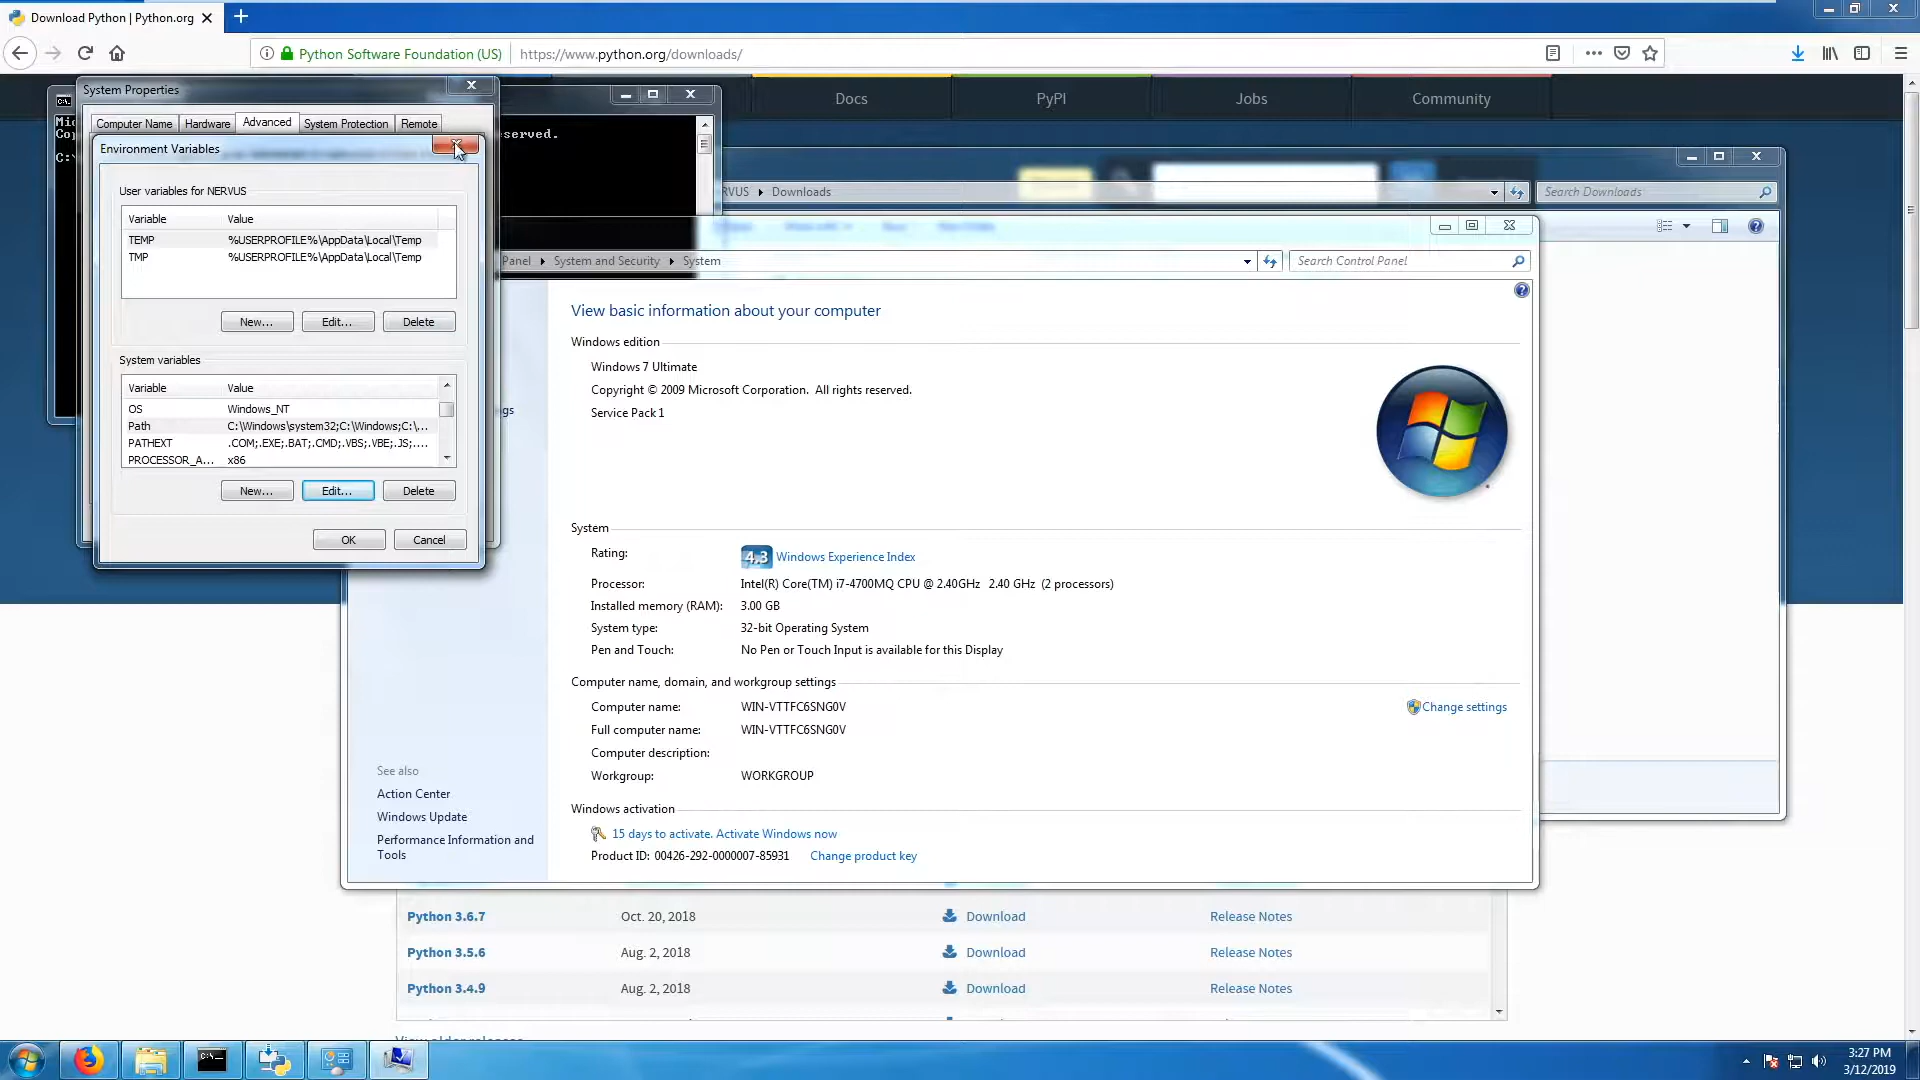 Download Python | Python.org
Python Software Foundation (US)
https://www.python.org/downloads/
Docs
PyPI
Jobs
Community
System Properties
Computer Name
Hardware
Advanced
System Protection
Remote
C:\
served.
Environment Variables
User variables for NERVUS
Variable Value
TEMP %USERPROFILE%\AppData\Local\Temp
TMP %USERPROFILE%\AppData\Local\Temp
New... Edit... Delete
System variables
Variable Value
OS Windows_NT
Path C:\Windows\system32;C:\Windows;C:\...
PATHEXT .COM;.EXE;.BAT;.CMD;.VBS;.VBE;.JS;....
PROCESSOR_A... x86
New... Edit... Delete
OK Cancel
RVUS Downloads
Search Downloads
Panel System and Security System
Search Control Panel
gs
View basic information about your computer
Windows edition
Windows 7 Ultimate
Copyright © 2009 Microsoft Corporation. All rights reserved.
Service Pack 1
System
Rating: 4.3 Windows Experience Index
Processor: Intel(R) Core(TM) i7-4700MQ CPU @ 2.40GHz 2.40 GHz (2 processors)
Installed memory (RAM): 3.00 GB
System type: 32-bit Operating System
Pen and Touch: No Pen or Touch Input is available for this Display
Computer name, domain, and workgroup settings
Computer name: WIN-VTTFC6SNG0V
Change settings
Full computer name: WIN-VTTFC6SNG0V
Computer description:
Workgroup: WORKGROUP
Windows activation
15 days to activate. Activate Windows now
Product ID: 00426-292-0000007-85931 Change product key
See also
Action Center
Windows Update
Performance Information and
Tools
Python 3.6.7 Oct. 20, 2018 Download Release Notes
Python 3.5.6 Aug. 2, 2018 Download Release Notes
Python 3.4.9 Aug. 2, 2018 Download Release Notes
3:27 PM
3/12/2019